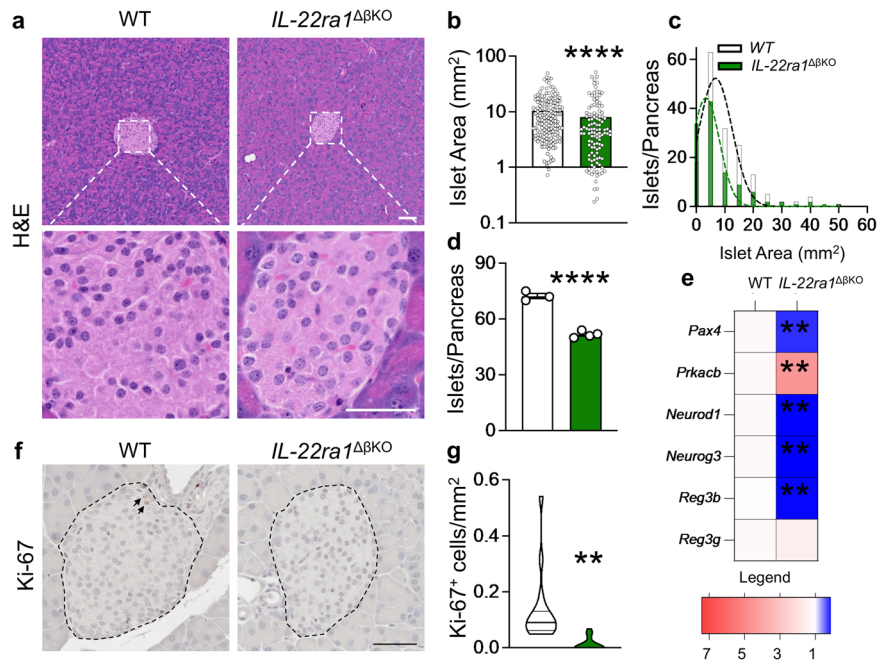 a
WT
IL-22ra1ΔβKO
H&E
b
Islet Area (mm²)
100
10
1
0.1
****
c
WT
IL-22ra1ΔβKO
Islets/Pancreas
60
40
20
0
0 10 20 30 40 50 60
Islet Area (mm²)
d
Islets/Pancreas
90
60
30
0
****
e
WT IL-22ra1ΔβKO
Pax4 **
Prkacb **
Neurod1 **
Neurog3 **
Reg3b **
Reg3g
Legend
7 5 3 1
f
WT
IL-22ra1ΔβKO
Ki-67
g
Ki-67⁺ cells/mm²
0.6
0.4
0.2
0.0
**